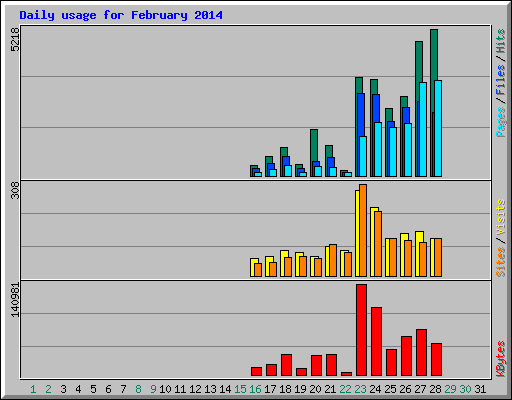 Daily usage for February 2014
5218
Pages / Files / Hits
308
Sites / Visits
140981
KBytes
1 2 3 4 5 6 7 8 9 10 11 12 13 14 15 16 17 18 19 20 21 22 23 24 25 26 27 28 29 30 31